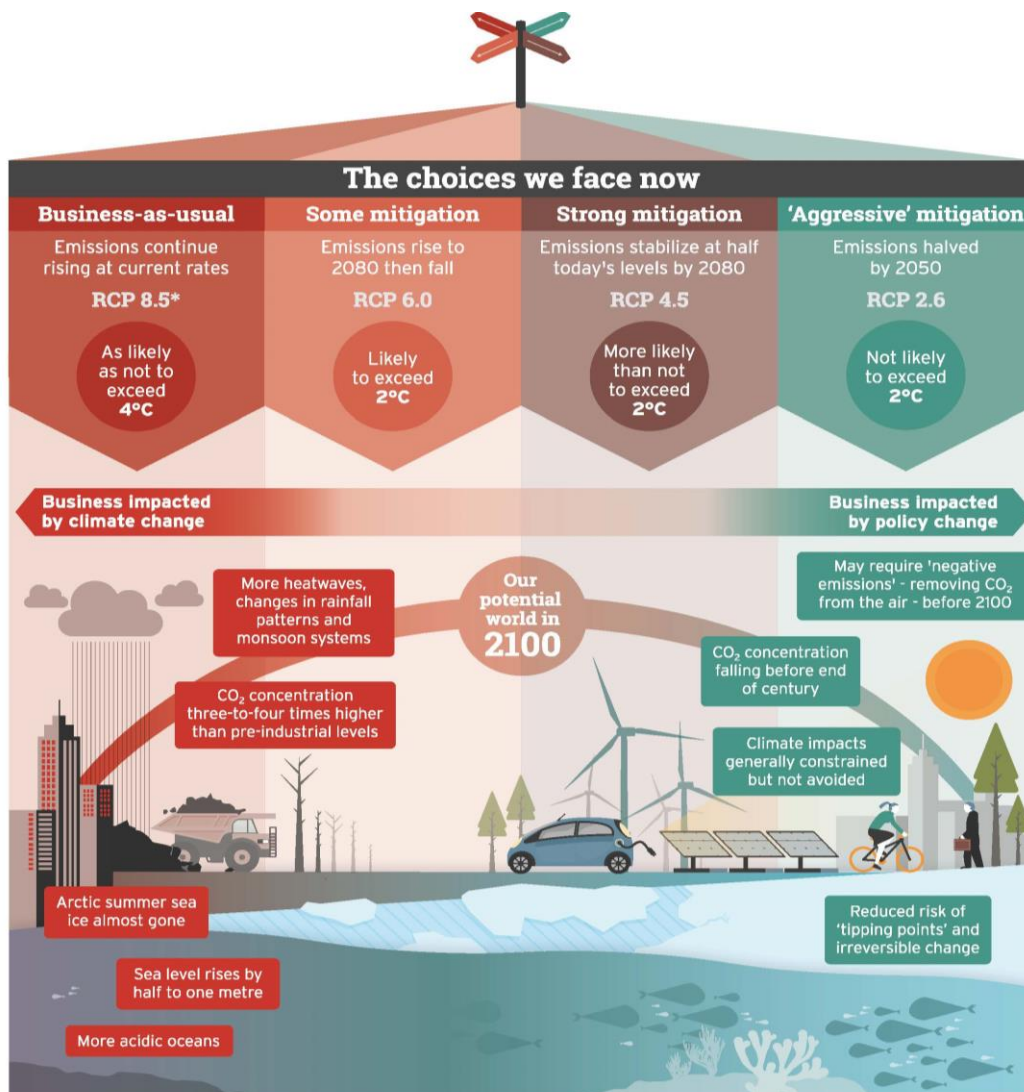 The choices we face now
Business-as-usual
Emissions continue
rising at current rates
RCP 8.5*
As likely
as not to
exceed
4°C
Some mitigation
Emissions rise to
2080 then fall
RCP 6.0
Likely
to exceed
2°C
Strong mitigation
Emissions stabilize at half
today's levels by 2080
RCP 4.5
More likely
than not
to exceed
2°C
'Aggressive' mitigation
Emissions halved
by 2050
RCP 2.6
Not likely
to exceed
2°C
Business impacted
by climate change
Business impacted
by policy change
Our
potential
world in
2100
More heatwaves,
changes in rainfall
patterns and
monsoon systems
CO₂ concentration
three-to-four times higher
than pre-industrial levels
Arctic summer sea
ice almost gone
Sea level rises by
half to one metre
More acidic oceans
May require 'negative
emissions' - removing CO₂
from the air - before 2100
CO₂ concentration
falling before end
of century
Climate impacts
generally constrained
but not avoided
Reduced risk of
'tipping points' and
irreversible change